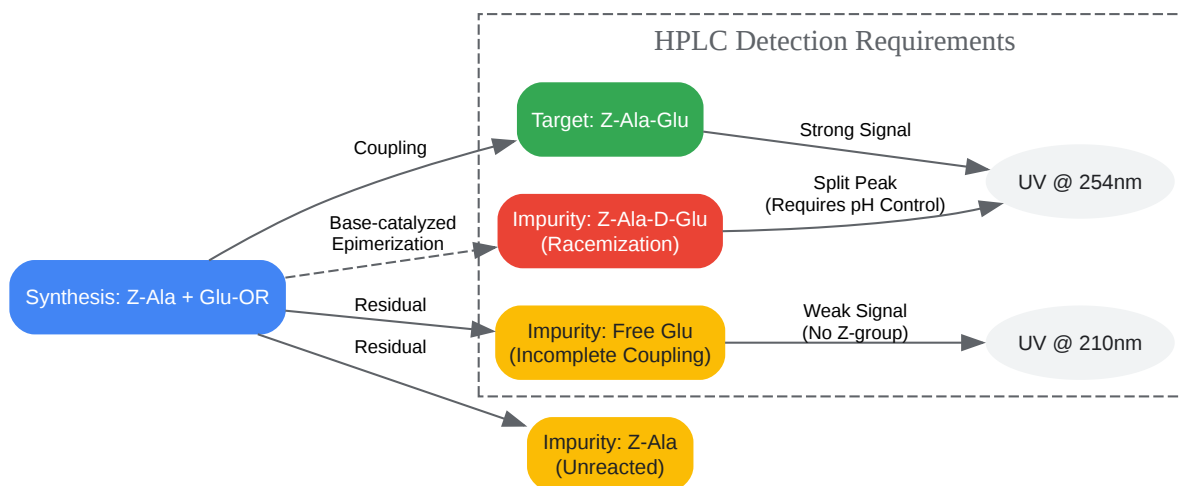 HPLC Detection Requirements
Target: Z-Ala-Glu
Strong Signal
Coupling
UV @ 254nm
Split Peak
(Requires pH Control)
Base-catalyzed
Epimerization
Impurity: Z-Ala-D-Glu
(Racemization)
Synthesis: Z-Ala + Glu-OR
Residual
Weak Signal
(No Z-group)
Impurity: Free Glu
(Incomplete Coupling)
UV @ 210nm
Residual
Impurity: Z-Ala
(Unreacted)